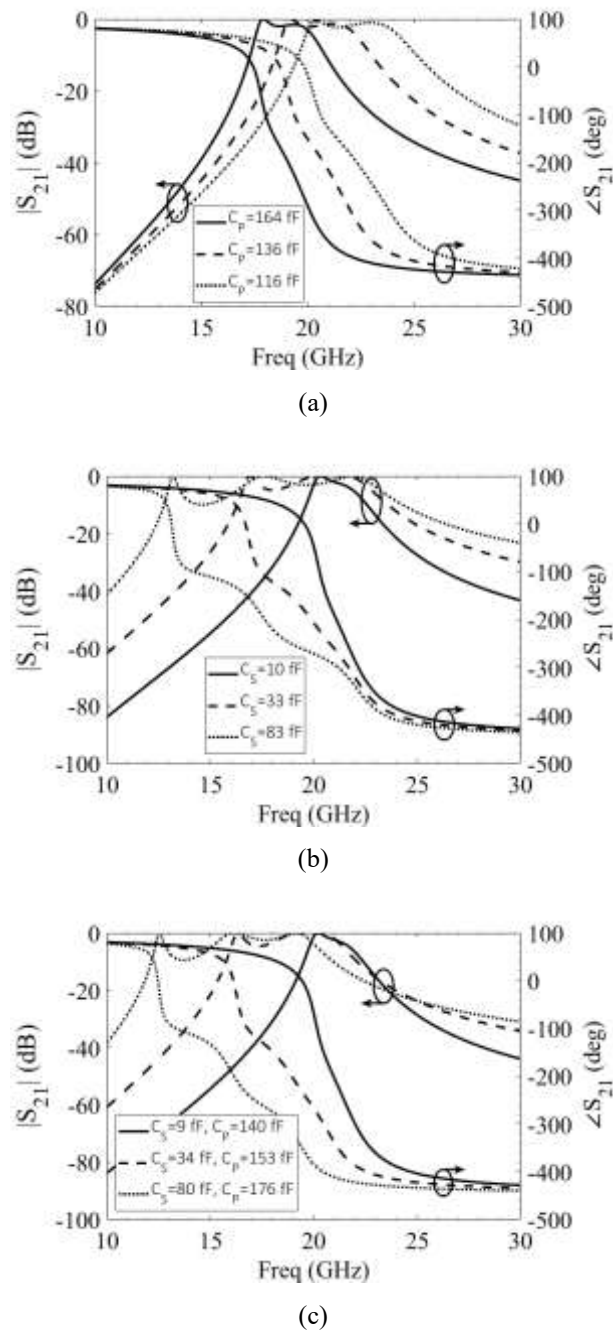 0
-20
-40
-60
-80
|S21| (dB)
100
0
-100
-200
-300
-400
-500
∠S21 (deg)
CP=164 fF
CP=136 fF
CP=116 fF
10 15 20 25 30
Freq (GHz)
(a)
0
-20
-40
-60
-80
-100
|S21| (dB)
100
0
-100
-200
-300
-400
-500
∠S21 (deg)
CS=10 fF
CS=33 fF
CS=83 fF
10 15 20 25 30
Freq (GHz)
(b)
0
-20
-40
-60
-80
-100
|S21| (dB)
100
0
-100
-200
-300
-400
-500
∠S21 (deg)
CS=9 fF, CP=140 fF
CS=34 fF, CP=153 fF
CS=80 fF, CP=176 fF
10 15 20 25 30
Freq (GHz)
(c)